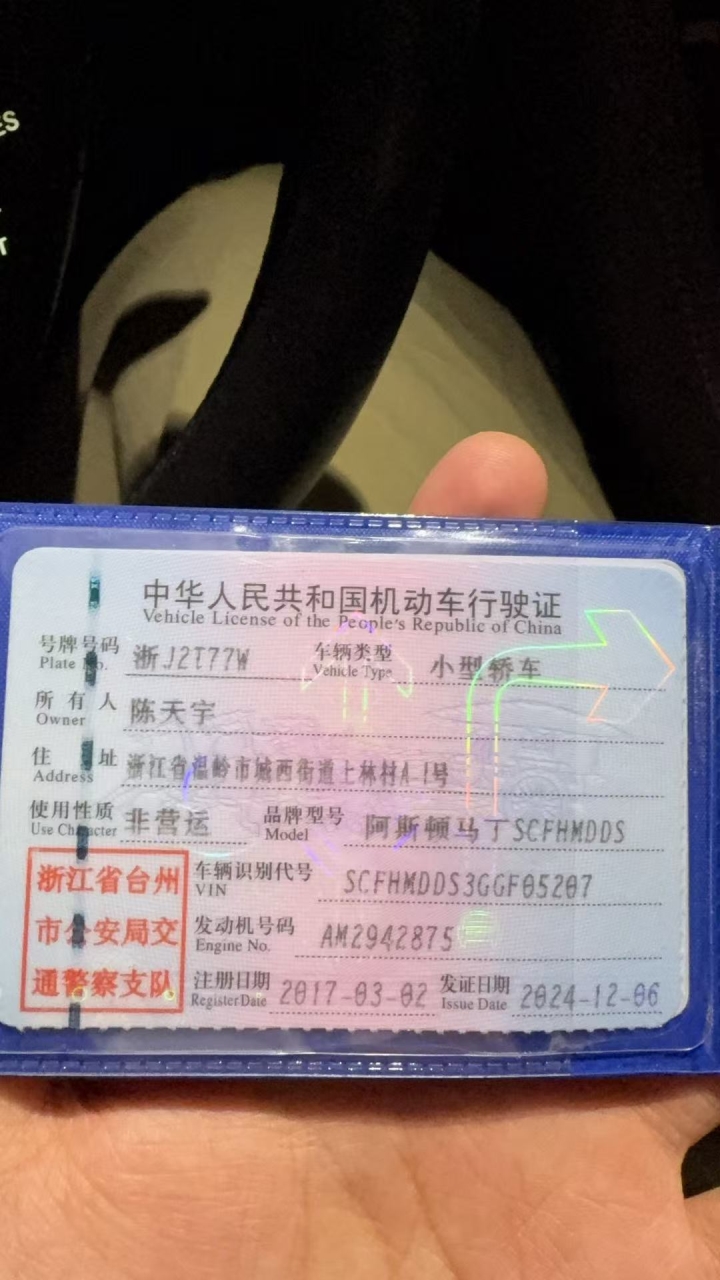 ES
T
中华人民共和国机动车行驶证
Vehicle License of the People's Republic of China
号牌号码 Plate No. 浙J2T77W 车辆类型 Vehicle Type 小型轿车
所有人 Owner 陈天宇
住址 Address 浙江省温岭市城西街道上林村A-1号
使用性质 Use Character 非营运 品牌型号 Model 阿斯顿马丁SCFHMDDS
浙江省台州 车辆识别代号 VIN SCFHMDDS3GGF05207
市公安局交 发动机号码 Engine No. AM2942875
通警察支队 注册日期 Register Date 2017-03-02 发证日期 Issue Date 2024-12-06